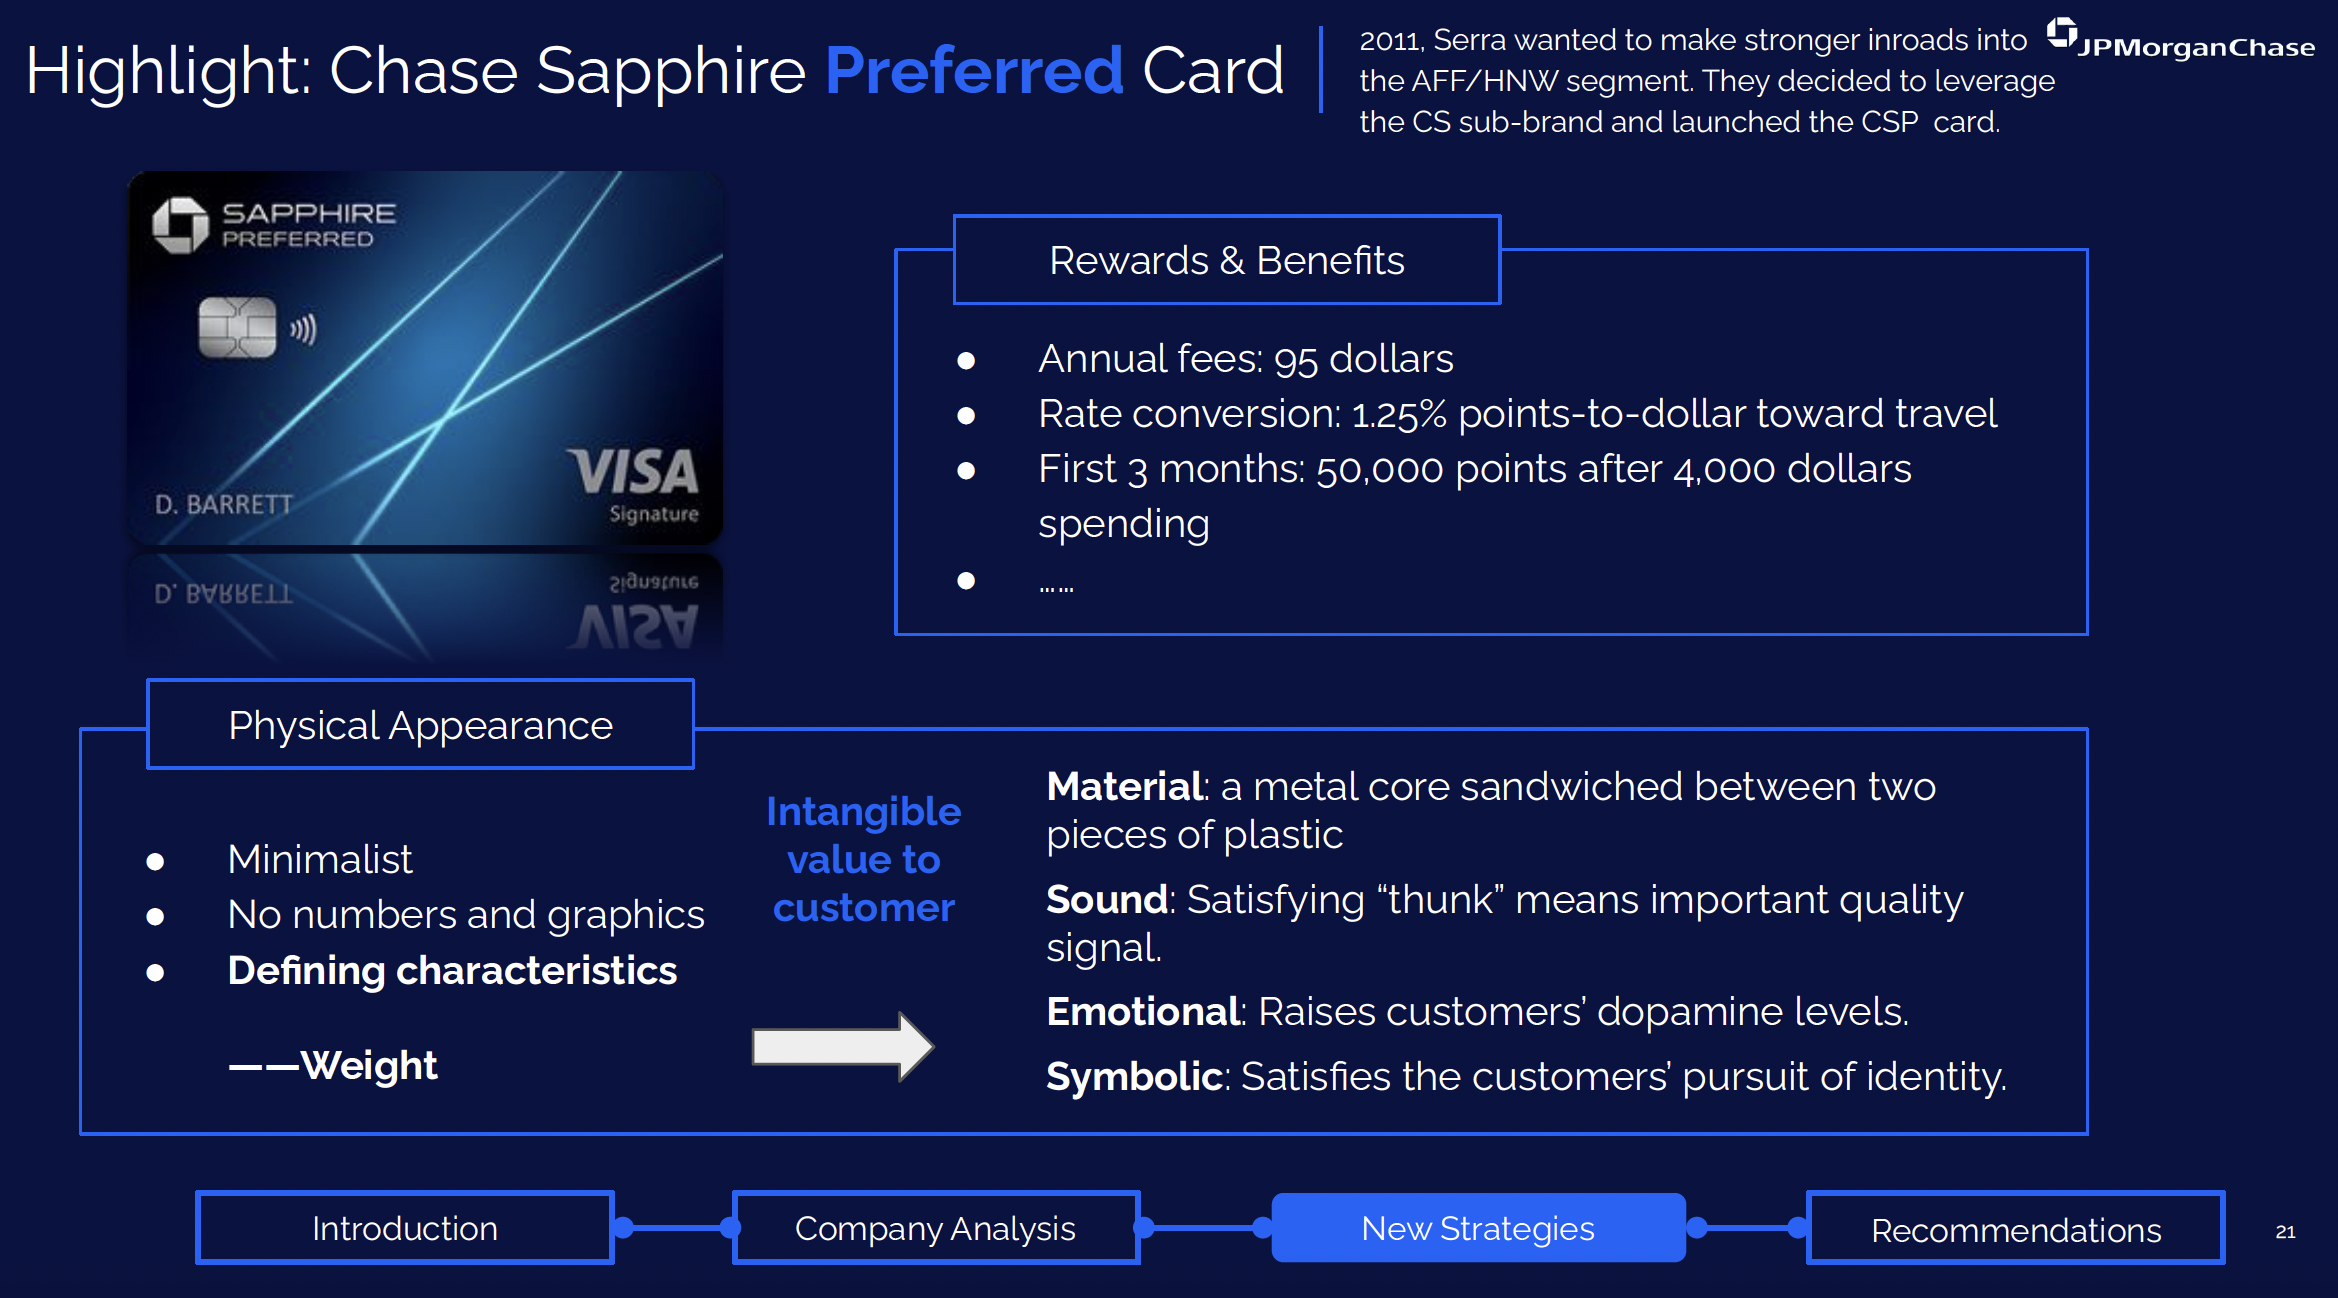 Highlight: Chase Sapphire Preferred Card
2011, Serra wanted to make stronger inroads into
the AFF/HNW segment. They decided to leverage
the CS sub-brand and launched the CSP  card.
JPMorganChase
SAPPHIRE
PREFERRED
VISA
Signature
D. BARRETT
D. BARRETT
Signature
VISA
Rewards & Benefits
● Annual fees: 95 dollars
● Rate conversion: 1.25% points-to-dollar toward travel
● First 3 months: 50,000 points after 4,000 dollars
spending
● ......
Physical Appearance
● Minimalist
● No numbers and graphics
● Defining characteristics
——Weight
Intangible
value to
customer
Material: a metal core sandwiched between two
pieces of plastic
Sound: Satisfying “thunk” means important quality
signal.
Emotional: Raises customers’ dopamine levels.
Symbolic: Satisfies the customers’ pursuit of identity.
Introduction
Company Analysis
New Strategies
Recommendations
21